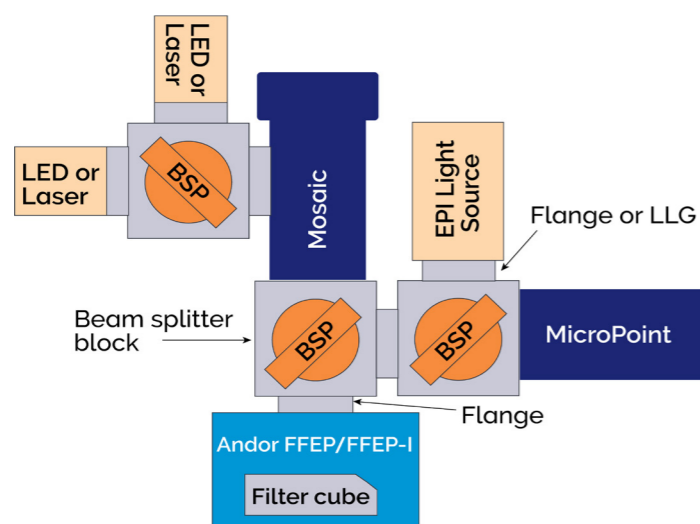 LED or
Laser
LED or
Laser
BSP
Mosaic
EPI Light
Source
Flange or LLG
Beam splitter
block
BSP
BSP
MicroPoint
Flange
Andor FFEP/FFEP-I
Filter cube